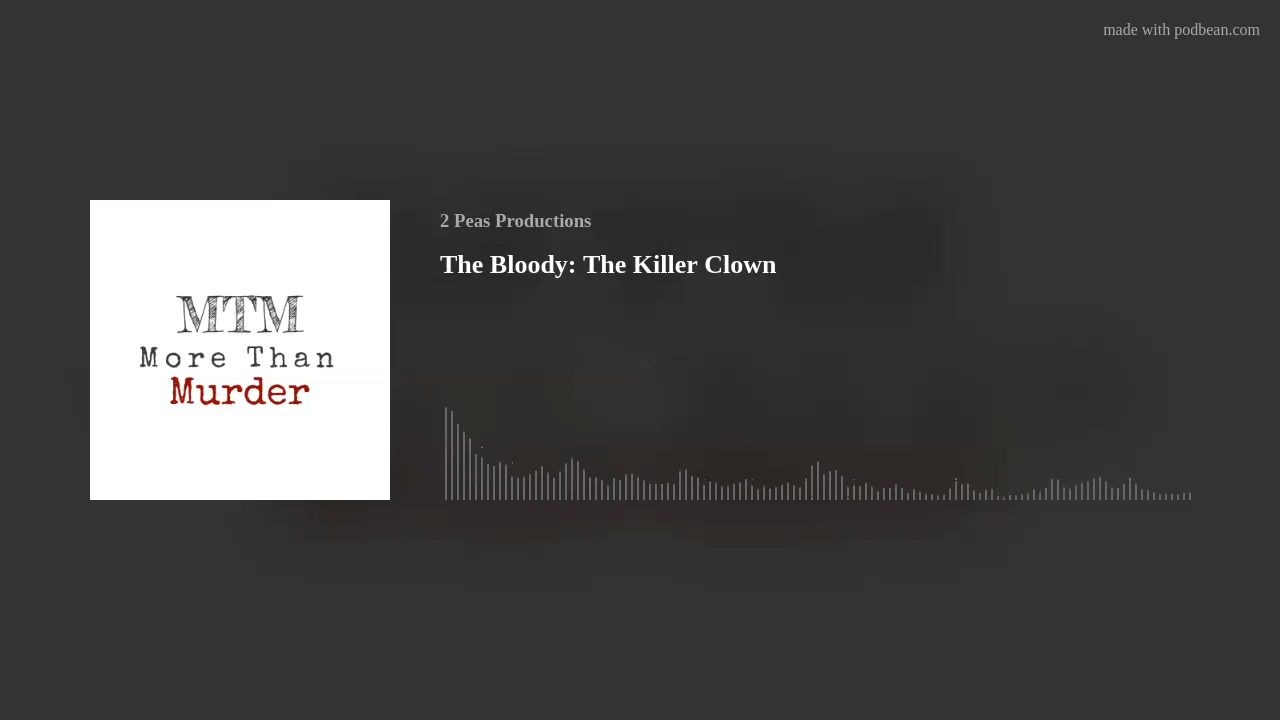 made with podbean.com
2 Peas Productions
The Bloody: The Killer Clown
MTM
More Than
Murder